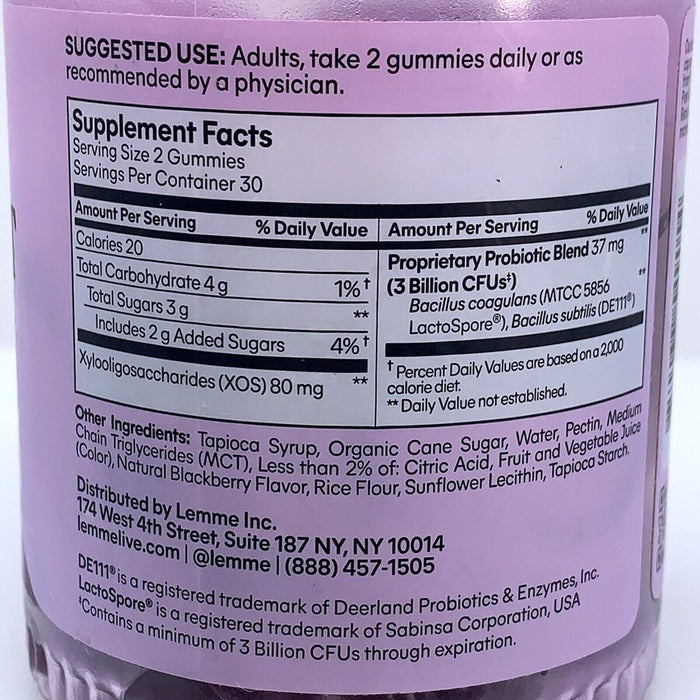 SUGGESTED USE: Adults, take 2 gummies daily or as
recommended by a physician.
Supplement Facts
Serving Size 2 Gummies
Servings Per Container 30
Amount Per Serving % Daily Value
Calories 20
Total Carbohydrate 4 g 1%†
Total Sugars 3 g **
Includes 2 g Added Sugars 4%†
Xylooligosaccharides (XOS) 80 mg **
Amount Per Serving % Daily Value
Proprietary Probiotic Blend 37 mg **
(3 Billion CFUs‡) **
Bacillus coagulans (MTCC 5856
LactoSpore®), Bacillus subtilis (DE111®)
† Percent Daily Values are based on a 2,000
calorie diet.
** Daily Value not established.
Other Ingredients: Tapioca Syrup, Organic Cane Sugar, Water, Pectin, Medium
Chain Triglycerides (MCT), Less than 2% of: Citric Acid, Fruit and Vegetable Juice
(Color), Natural Blackberry Flavor, Rice Flour, Sunflower Lecithin, Tapioca Starch.
Distributed by Lemme Inc.
174 West 4th Street, Suite 187 NY, NY 10014
lemmelive.com | @lemme | (888) 457-1505
DE111® is a registered trademark of Deerland Probiotics & Enzymes, Inc.
LactoSpore® is a registered trademark of Sabinsa Corporation, USA
‡Contains a minimum of 3 Billion CFUs through expiration.